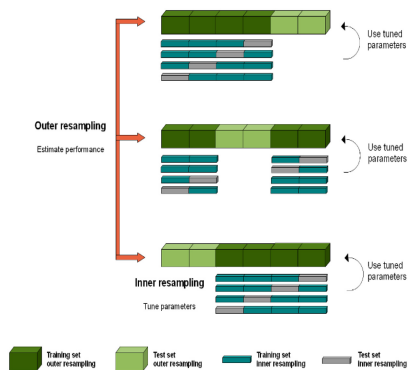 Use tuned
parameters
Outer resampling
Estimate performance
Use tuned
parameters
Inner resampling
Tune parameters
Use tuned
parameters
Training set
outer resampling
Test set
outer resampling
Training set
inner resampling
Test set
inner resampling